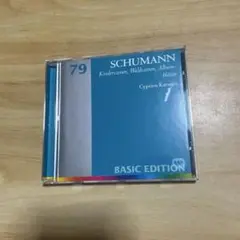 79
SCHUMANN
Kinderszenen, Waldszenen, Album-
blätter
Cyprien Katsaris
1
BASIC EDITION